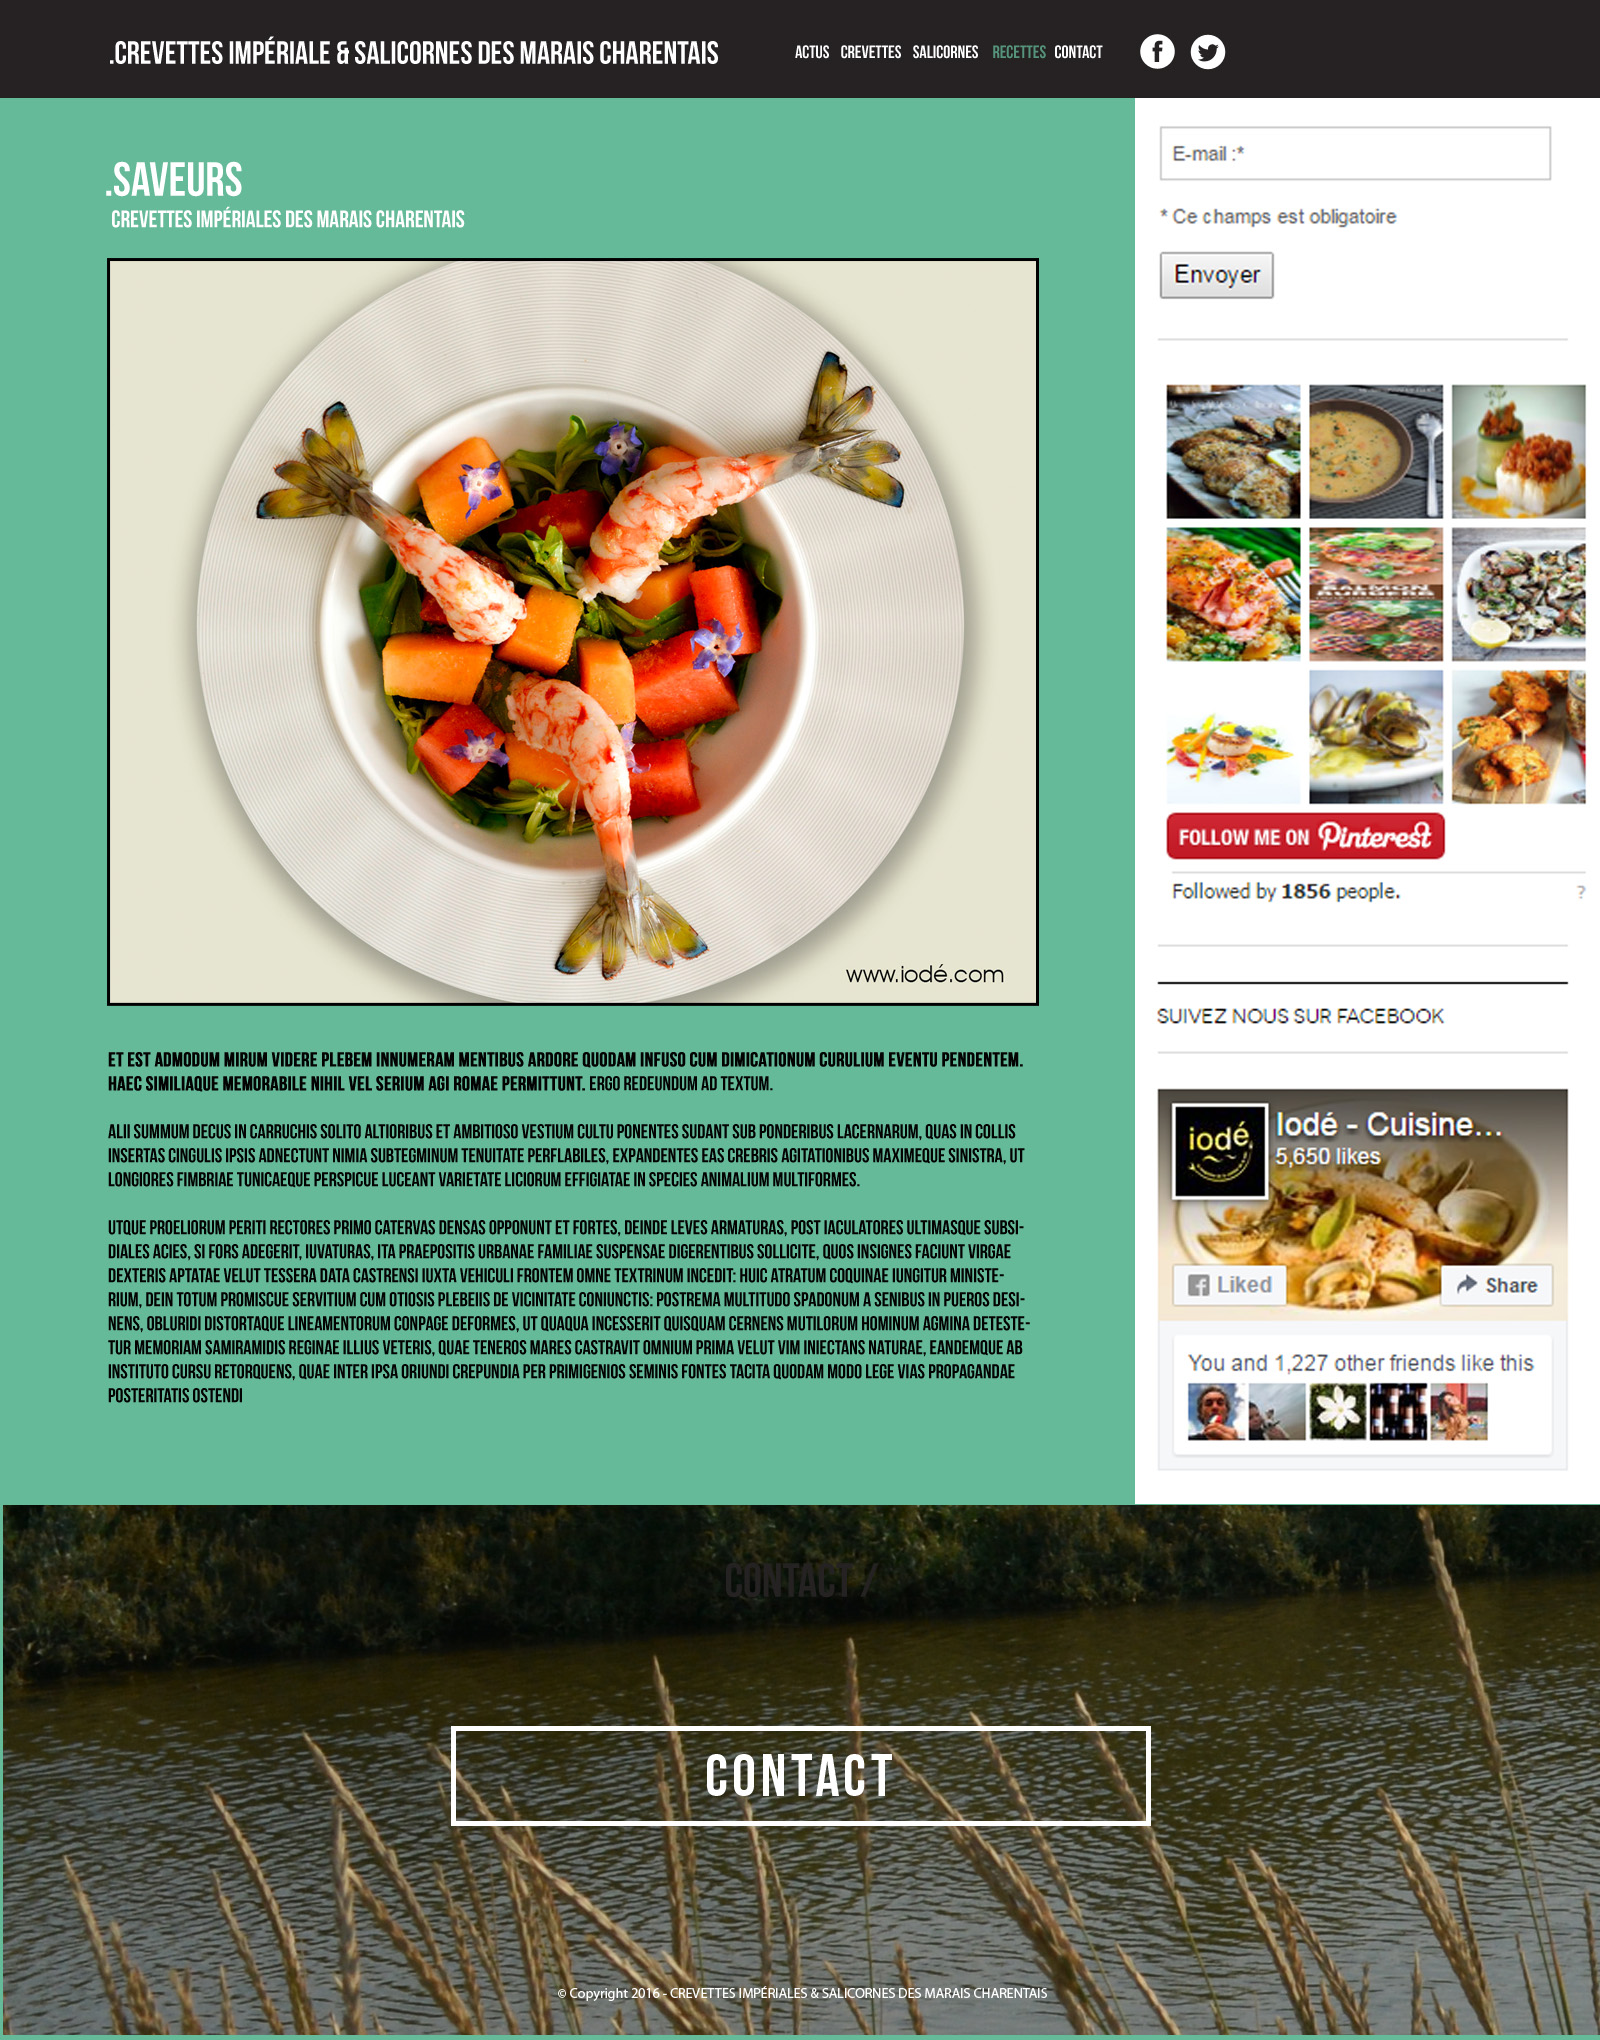 .CREVETTES IMPÉRIALE & SALICORNES DES MARAIS CHARENTAIS
ACTUS CREVETTES SALICORNES RECETTES CONTACT
.SAVEURS
CREVETTES IMPÉRIALES DES MARAIS CHARENTAIS
www.iodé.com
ET EST ADMODUM MIRUM VIDERE PLEBEM INNUMERAM MENTIBUS ARDORE QUODAM INFUSO CUM DIMICATIONUM CURULIUM EVENTU PENDENTEM.
HAEC SIMILIAQUE MEMORABILE NIHIL VEL SERIUM AGI ROMAE PERMITTUNT. ERGO REDEUNDUM AD TEXTUM.
ALII SUMMUM DECUS IN CARRUCHIS SOLITO ALTIORIBUS ET AMBITIOSO VESTIUM CULTU PONENTES SUDANT SUB PONDERIBUS LACERNARUM, QUAS IN COLLIS
INSERTAS CINGULIS IPSIS ADNECTUNT NIMIA SUBTEGMINUM TENUITATE PERFLABILES, EXPANDENTES EAS CREBRIS AGITATIONIBUS MAXIMEQUE SINISTRA, UT
LONGIORES FIMBRIAE TUNICAEQUE PERSPICUE LUCEANT VARIETATE LICIORUM EFFIGIATAE IN SPECIES ANIMALIUM MULTIFORMES.
UTQUE PROELIORUM PERITI RECTORES PRIMO CATERVAS DENSAS OPPONUNT ET FORTES, DEINDE LEVES ARMATURAS, POST IACULATORES ULTIMASQUE SUBSI-
DIALES ACIES, SI FORS ADEGERIT, IUVATURAS, ITA PRAEPOSITIS URBANAE FAMILIAE SUSPENSAE DIGERENTIBUS SOLLICITE, QUOS INSIGNES FACIUNT VIRGAE
DEXTERIS APTATAE VELUT TESSERA DATA CASTRENSI IUXTA VEHICULI FRONTEM OMNE TEXTRINUM INCEDIT: HUIC ATRATUM COQUINAE IUNGITUR MINISTE-
RIUM, DEIN TOTUM PROMISCUE SERVITIUM CUM OTIOSIS PLEBEIIS DE VICINITATE CONIUNCTIS: POSTREMA MULTITUDO SPADONUM A SENIBUS IN PUEROS DESI-
NENS, OBLURIDI DISTORTAQUE LINEAMENTORUM CONPAGE DEFORMES, UT QUAQUA INCESSERIT QUISQUAM CERNENS MUTILORUM HOMINUM AGMINA DETESTE-
TUR MEMORIAM SAMIRAMIDIS REGINAE ILLIUS VETERIS, QUAE TENEROS MARES CASTRAVIT OMNIUM PRIMA VELUT VIM INIECTANS NATURAE, EANDEMQUE AB
INSTITUTO CURSU RETORQUENS, QUAE INTER IPSA ORIUNDI CREPUNDIA PER PRIMIGENIOS SEMINIS FONTES TACITA QUODAM MODO LEGE VIAS PROPAGANDAE
POSTERITATIS OSTENDI
E-mail :*
* Ce champs est obligatoire
Envoyer
FOLLOW ME ON Pinterest
Followed by 1856 people. ?
SUIVEZ NOUS SUR FACEBOOK
iodé
Iodé - Cuisine...
5,650 likes
Liked
Share
You and 1,227 other friends like this
CONTACT /
CONTACT
© Copyright 2016 - CREVETTES IMPÉRIALES & SALICORNES DES MARAIS CHARENTAIS